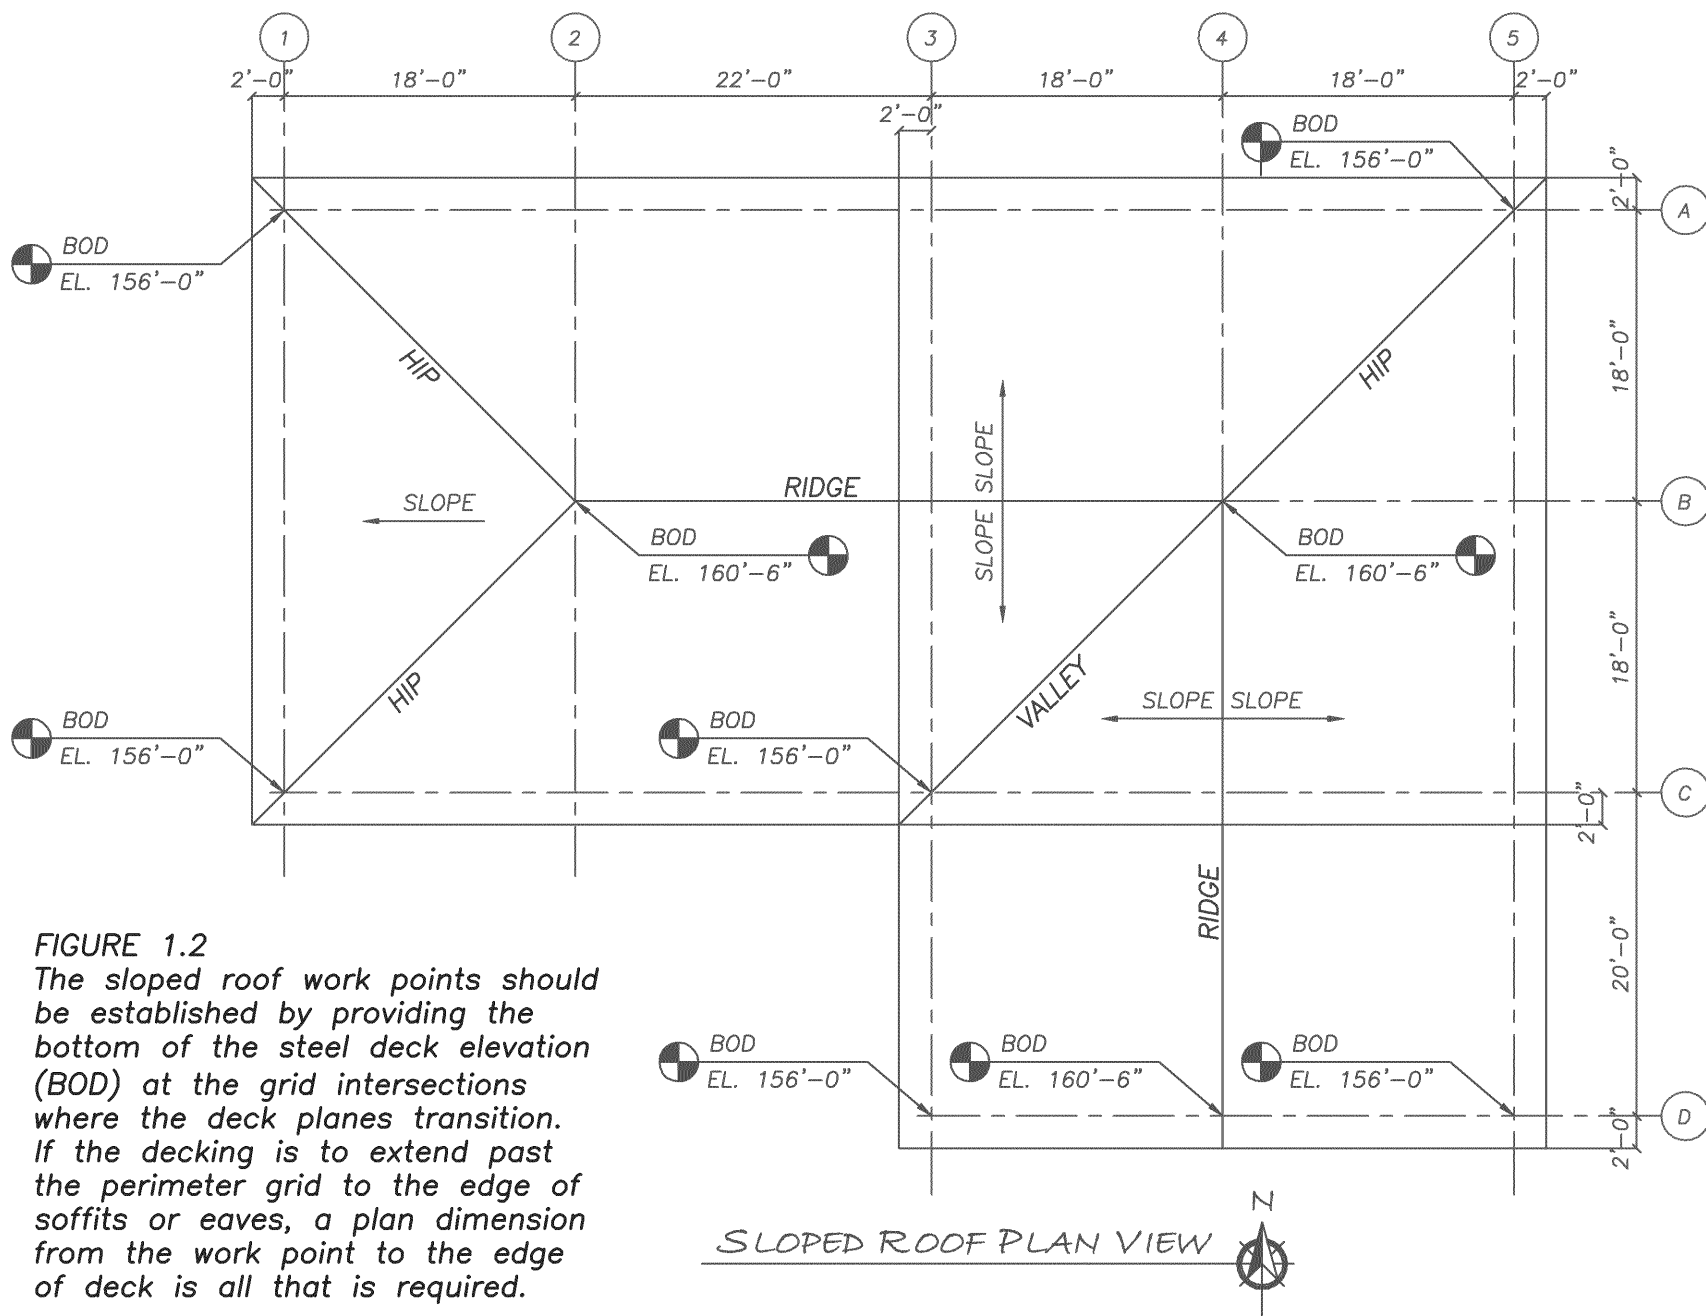 1 2 3 4 5
2'-0" 18'-0" 22'-0" 18'-0" 18'-0" 2'-0"
2'-0"
BOD
EL. 156'-0"
2'-0"
A
BOD
EL. 156'-0"
HIP
HIP
18'-0"
SLOPE
SLOPE
RIDGE
SLOPE
B
BOD
EL. 160'-6"
BOD
EL. 160'-6"
HIP
VALLEY
18'-0"
SLOPE SLOPE
BOD
EL. 156'-0"
BOD
EL. 156'-0"
C
2'-0"
RIDGE
20'-0"
BOD
EL. 156'-0"
BOD
EL. 160'-6"
BOD
EL. 156'-0"
D
2'-0"
FIGURE 1.2
The sloped roof work points should
be established by providing the
bottom of the steel deck elevation
(BOD) at the grid intersections
where the deck planes transition.
If the decking is to extend past
the perimeter grid to the edge of
soffits or eaves, a plan dimension
from the work point to the edge
of deck is all that is required.
SLOPED ROOF PLAN VIEW
N